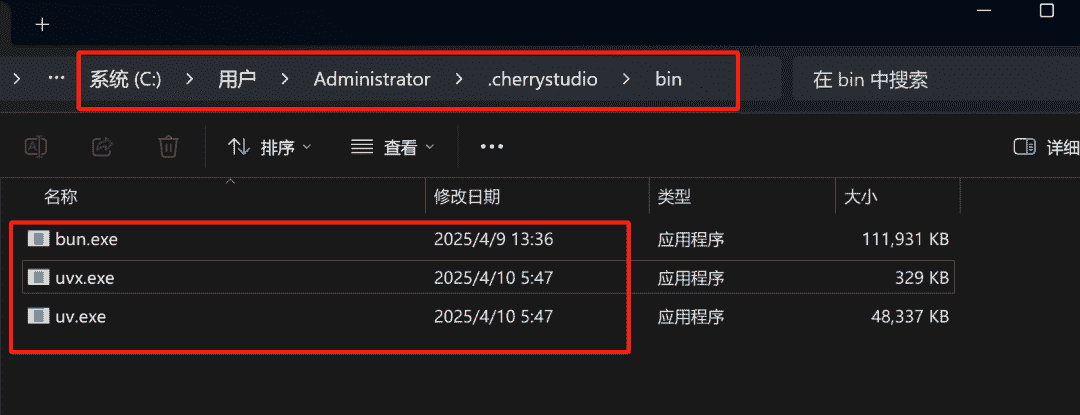 系统 (C:) 用户 Administrator .cherrystudio bin 在 bin 中搜索
排序 查看 详细
名称 修改日期 类型 大小
bun.exe 2025/4/9 13:36 应用程序 111,931 KB
uvx.exe 2025/4/10 5:47 应用程序 329 KB
uv.exe 2025/4/10 5:47 应用程序 48,337 KB